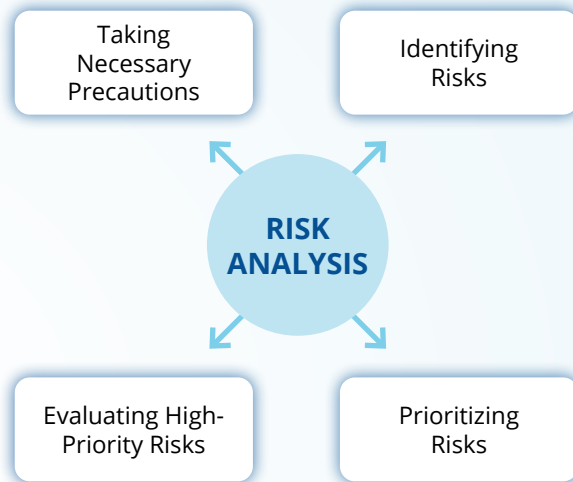 Taking
Necessary
Precautions
Identifying
Risks
RISK
ANALYSIS
Evaluating High-
Priority Risks
Prioritizing
Risks